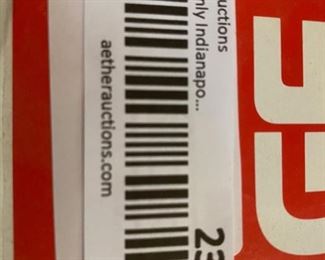 uctions
nly Indianapo...
23
aetherauctions.com